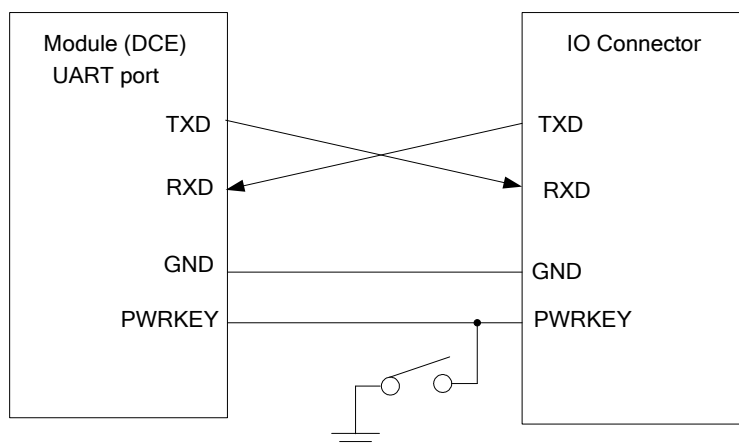 Module (DCE)
UART port
TXD
RXD
GND
PWRKEY
IO Connector
TXD
RXD
GND
PWRKEY